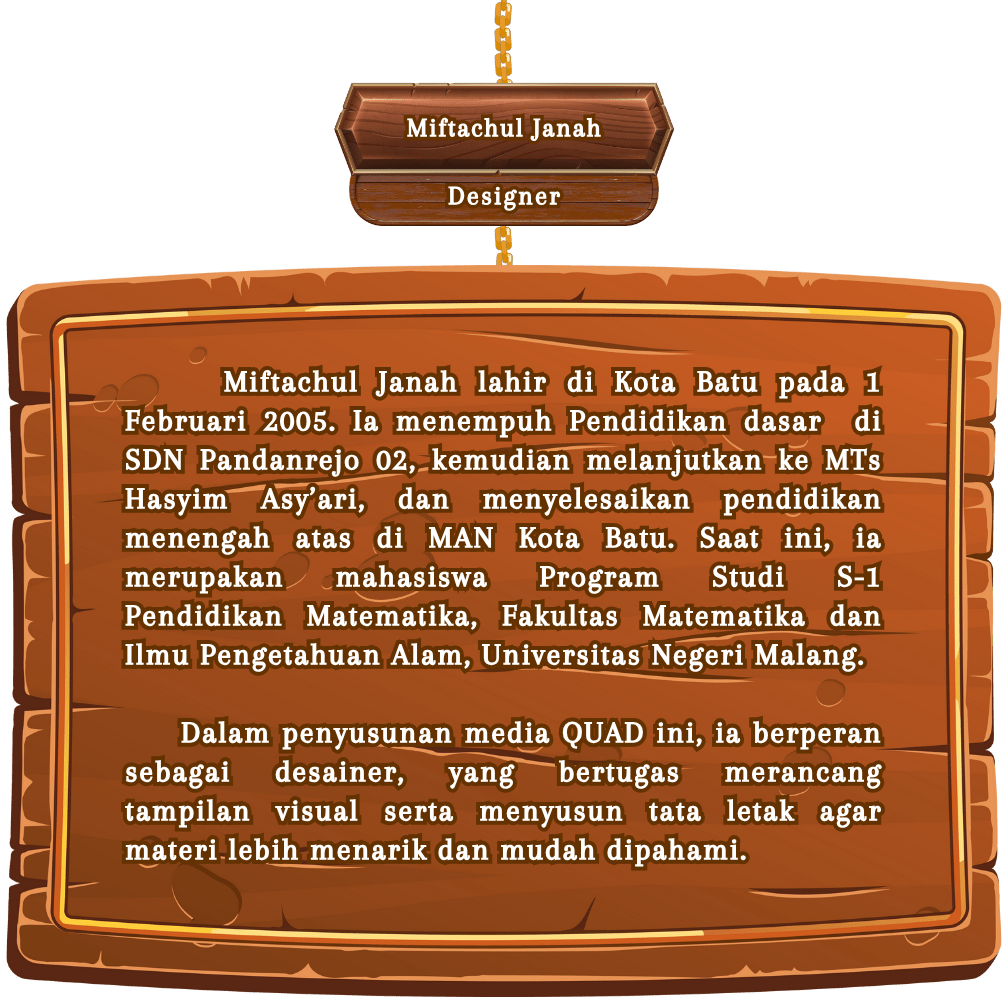 Miftachul Janah
Designer
Miftachul Janah lahir di Kota Batu pada 1
Februari 2005. Ia menempuh Pendidikan dasar di
SDN Pandanrejo 02, kemudian melanjutkan ke MTs
Hasyim Asy’ari, dan menyelesaikan pendidikan
menengah atas di MAN Kota Batu. Saat ini, ia
merupakan mahasiswa Program Studi S-1
Pendidikan Matematika, Fakultas Matematika dan
Ilmu Pengetahuan Alam, Universitas Negeri Malang.
Dalam penyusunan media QUAD ini, ia berperan
sebagai desainer, yang bertugas merancang
tampilan visual serta menyusun tata letak agar
materi lebih menarik dan mudah dipahami.